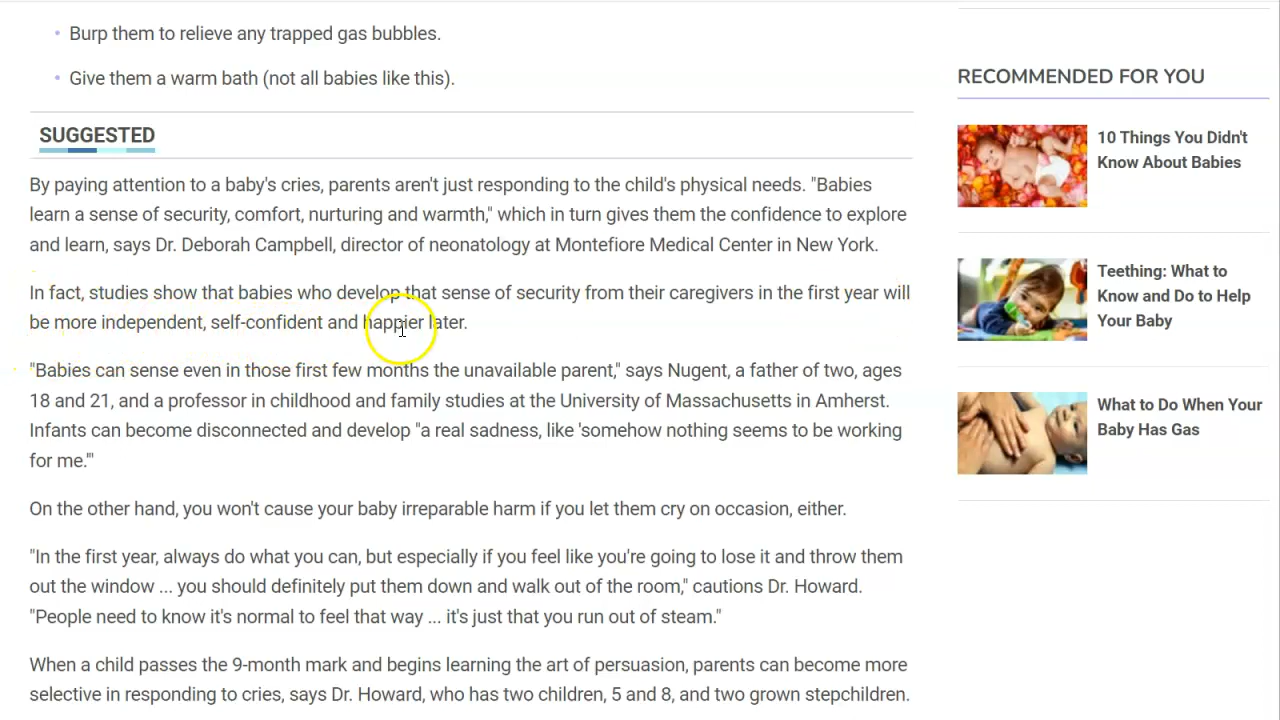 Burp them to relieve any trapped gas bubbles.
Give them a warm bath (not all babies like this).
SUGGESTED
By paying attention to a baby's cries, parents aren't just responding to the child's physical needs. "Babies
learn a sense of security, comfort, nurturing and warmth," which in turn gives them the confidence to explore
and learn, says Dr. Deborah Campbell, director of neonatology at Montefiore Medical Center in New York.
In fact, studies show that babies who develop that sense of security from their caregivers in the first year will
be more independent, self-confident and happier later.
"Babies can sense even in those first few months the unavailable parent," says Nugent, a father of two, ages
18 and 21, and a professor in childhood and family studies at the University of Massachusetts in Amherst.
Infants can become disconnected and develop "a real sadness, like 'somehow nothing seems to be working
for me.'"
On the other hand, you won't cause your baby irreparable harm if you let them cry on occasion, either.
"In the first year, always do what you can, but especially if you feel like you're going to lose it and throw them
out the window ... you should definitely put them down and walk out of the room," cautions Dr. Howard.
"People need to know it's normal to feel that way ... it's just that you run out of steam."
When a child passes the 9-month mark and begins learning the art of persuasion, parents can become more
selective in responding to cries, says Dr. Howard, who has two children, 5 and 8, and two grown stepchildren.
RECOMMENDED FOR YOU
10 Things You Didn't
Know About Babies
Teething: What to
Know and Do to Help
Your Baby
What to Do When Your
Baby Has Gas